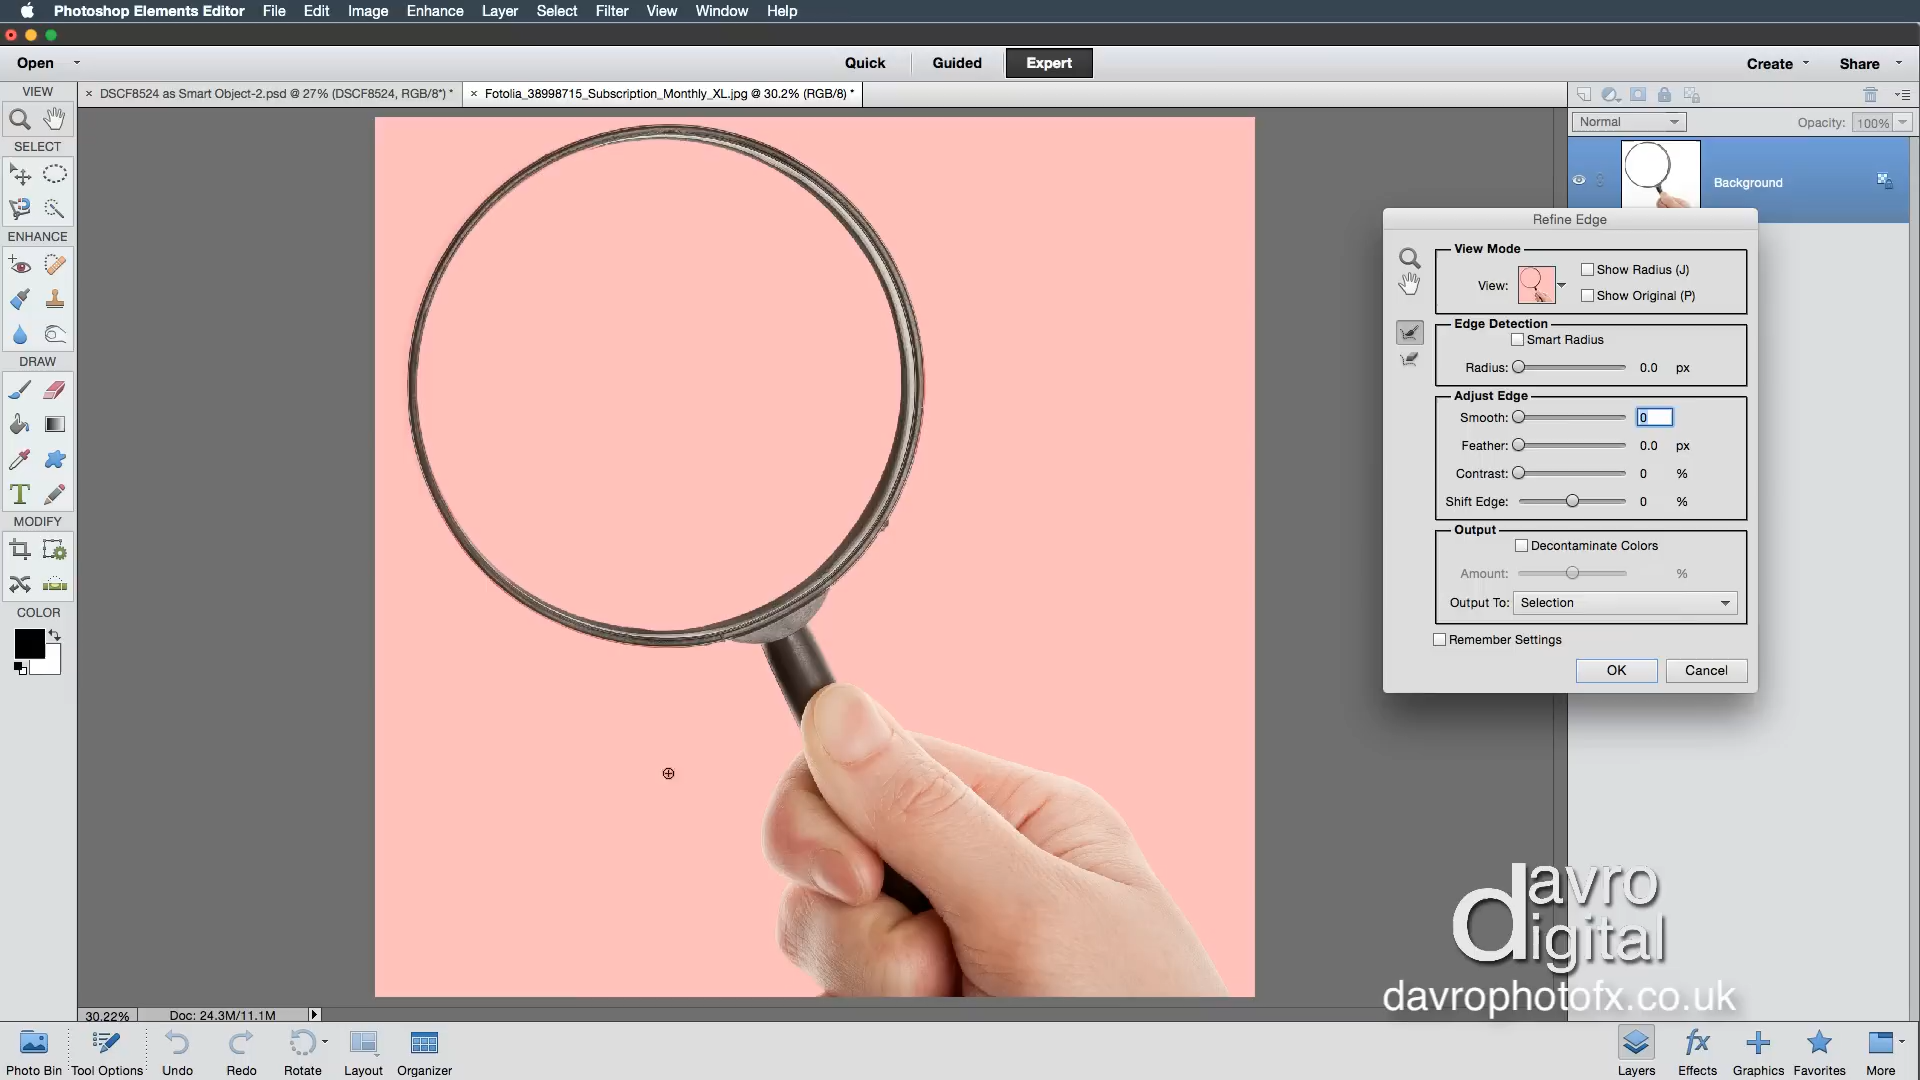 Photoshop Elements Editor File Edit Image Enhance Layer Select Filter View Window Help
Open Quick Guided Expert Create Share
VIEW
× DSCF8524 as Smart Object-2.psd @ 27% (DSCF8524, RGB/8*) * × Fotolia_38998715_Subscription_Monthly_XL.jpg @ 30.2% (RGB/8) *
Normal Opacity: 100%
SELECT
Background
ENHANCE
DRAW
MODIFY
COLOR
Refine Edge
View Mode
View:
Show Radius (J)
Show Original (P)
Edge Detection
Smart Radius
Radius: 0.0 px
Adjust Edge
Smooth: 0
Feather: 0.0 px
Contrast: 0 %
Shift Edge: 0 %
Output
Decontaminate Colors
Amount: %
Output To: Selection
Remember Settings
OK Cancel
davro
digital
davrophotofx.co.uk
30.22% Doc: 24.3M/11.1M
Photo Bin Tool Options Undo Redo Rotate Layout Organizer
fx
Layers Effects Graphics Favorites More